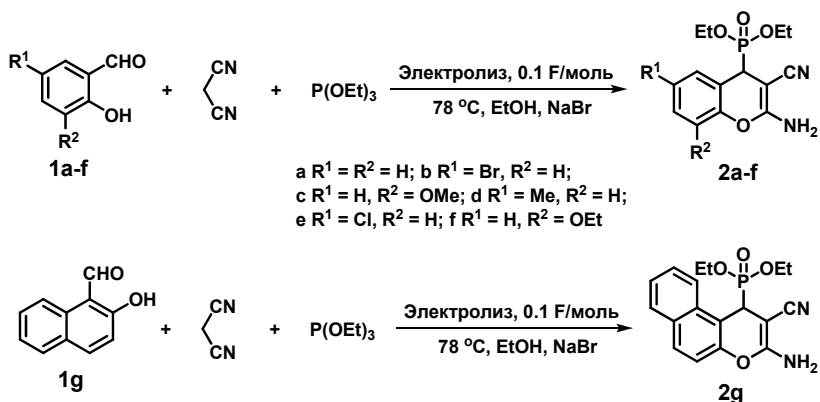 R¹
CHO
OH
R²
1a-f
+
CN
CN
+
P(OEt)₃
Электролиз, 0.1 F/моль
78 °C, EtOH, NaBr
O
EtO P OEt
R¹
CN
O NH₂
R²
2a-f
a R¹ = R² = H; b R¹ = Br, R² = H;
c R¹ = H, R² = OMe; d R¹ = Me, R² = H;
e R¹ = Cl, R² = H; f R¹ = H, R² = OEt
CHO
OH
1g
+
CN
CN
+
P(OEt)₃
Электролиз, 0.1 F/моль
78 °C, EtOH, NaBr
O
EtO P OEt
CN
O NH₂
2g